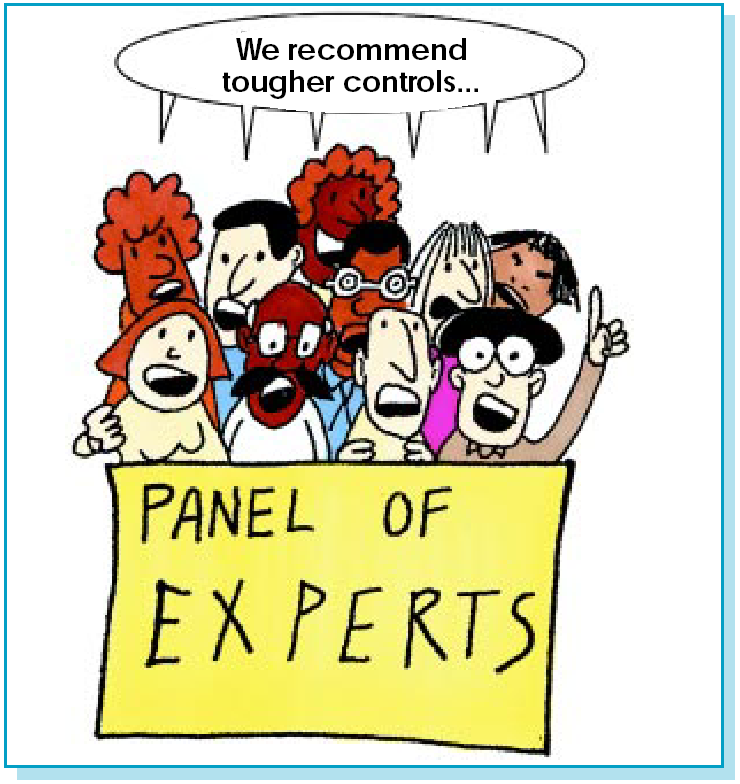 We recommend
tougher controls...
PANEL OF
EXPERTS